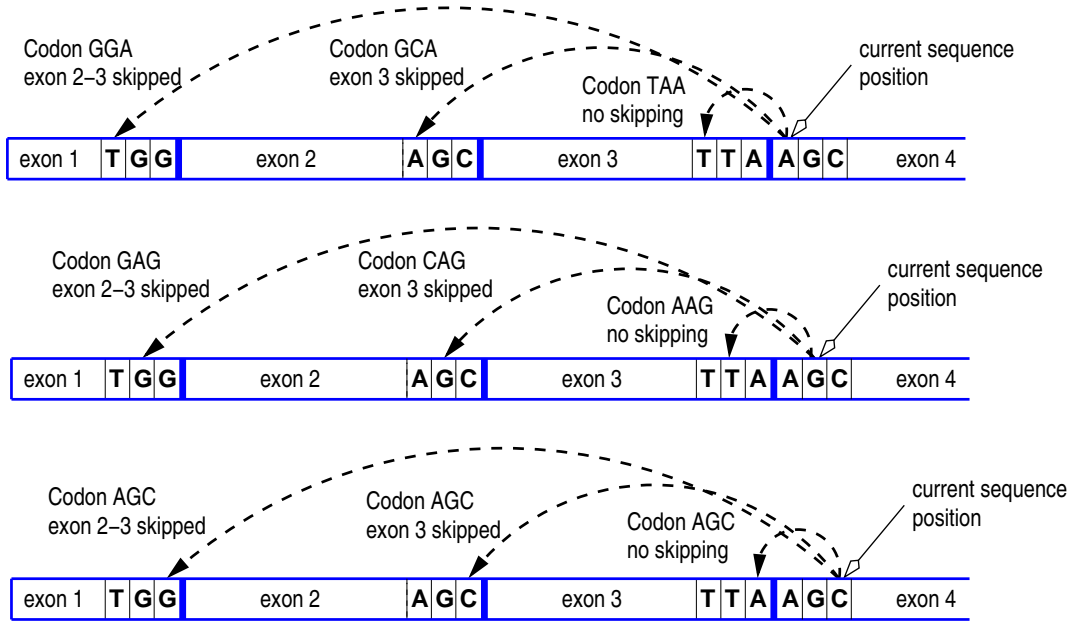 Codon GGA
exon 2–3 skipped
Codon GCA
exon 3 skipped
Codon TAA
no skipping
current sequence
position
exon 1 T G G exon 2 A G C exon 3 T T A A G C exon 4
Codon GAG
exon 2–3 skipped
Codon CAG
exon 3 skipped
Codon AAG
no skipping
current sequence
position
exon 1 T G G exon 2 A G C exon 3 T T A A G C exon 4
Codon AGC
exon 2–3 skipped
Codon AGC
exon 3 skipped
Codon AGC
no skipping
current sequence
position
exon 1 T G G exon 2 A G C exon 3 T T A A G C exon 4